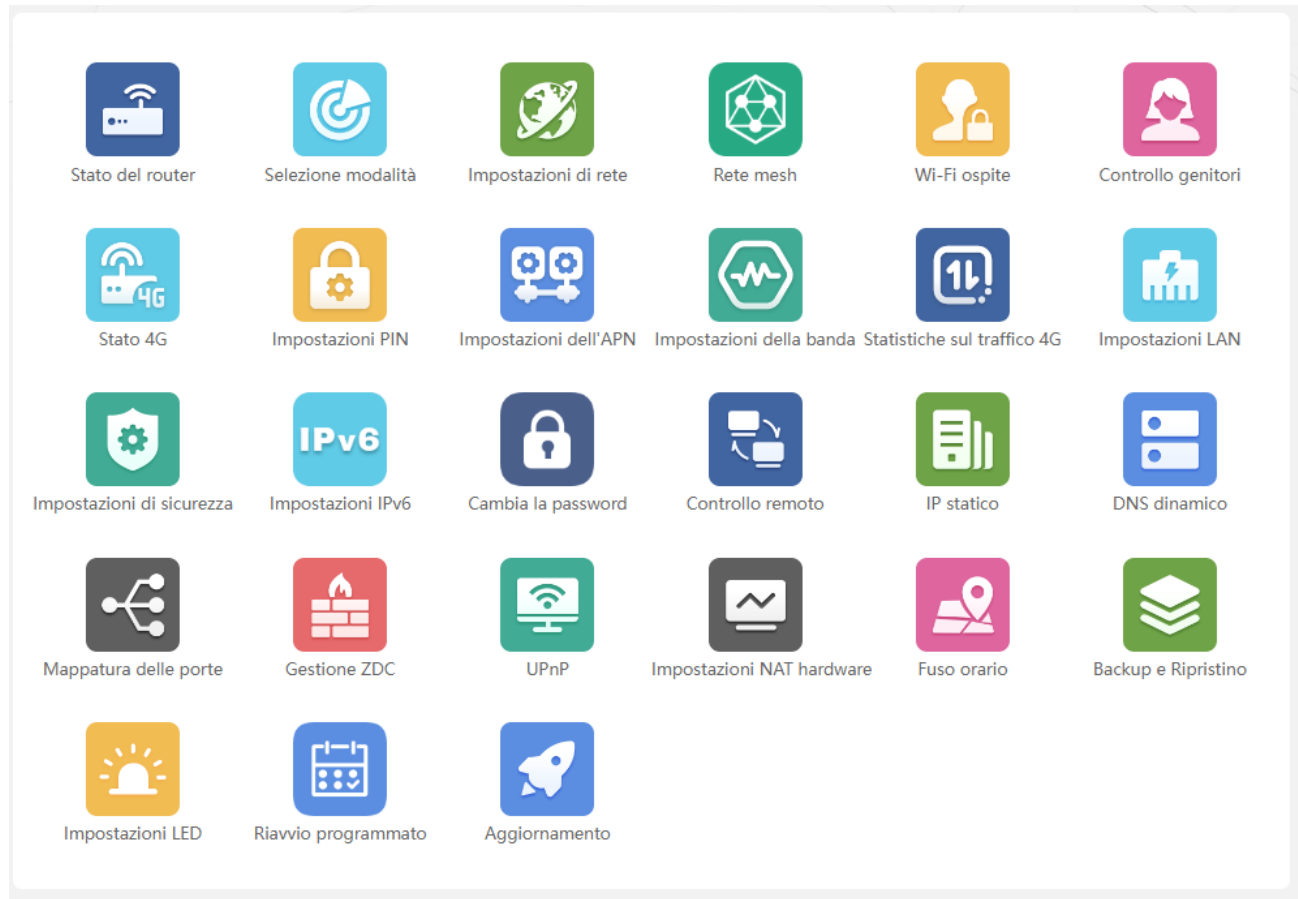 Stato del router
Selezione modalità
Impostazioni di rete
Rete mesh
Wi-Fi ospite
Controllo genitori
4G
Stato 4G
Impostazioni PIN
Impostazioni dell'APN
Impostazioni della banda
Statistiche sul traffico 4G
Impostazioni LAN
Impostazioni di sicurezza
IPv6
Impostazioni IPv6
Cambia la password
Controllo remoto
IP statico
DNS dinamico
Mappatura delle porte
Gestione ZDC
UPnP
Impostazioni NAT hardware
Fuso orario
Backup e Ripristino
Impostazioni LED
Riavvio programmato
Aggiornamento